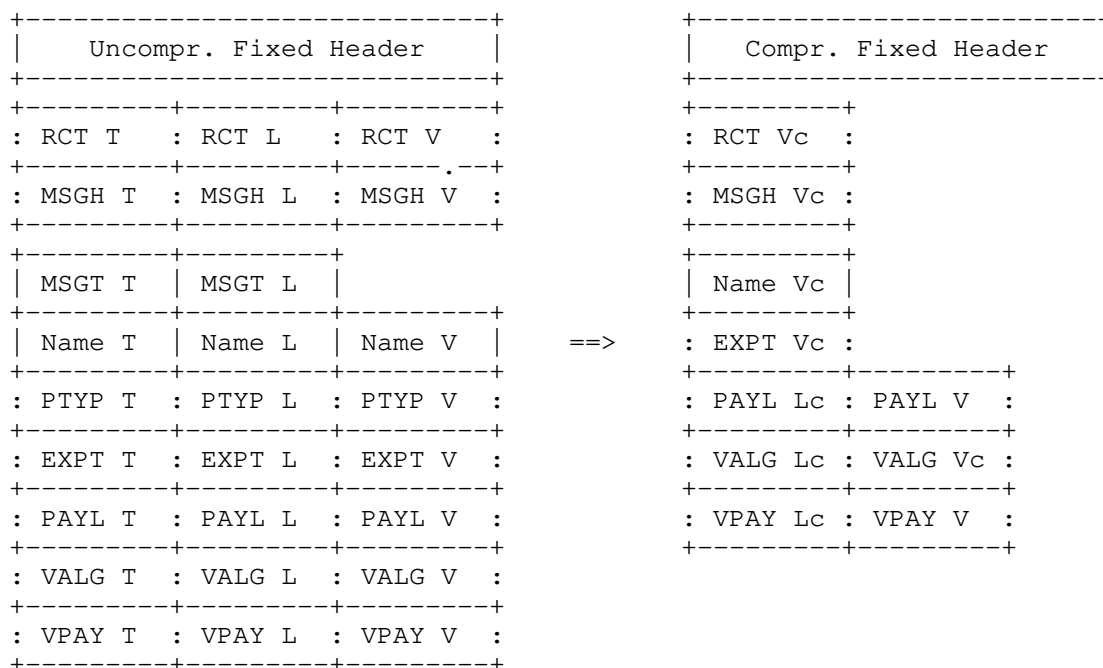 +-----------------------------+           +-------------------------
|    Uncompr. Fixed Header    |           |   Compr. Fixed Header
+-----------------------------+           +-------------------------
+---------+---------+---------+           +---------+
: RCT T   : RCT L   : RCT V   :           : RCT Vc  :
+---------+---------+------.--+           +---------+
: MSGH T  : MSGH L  : MSGH V  :           : MSGH Vc :
+---------+---------+---------+           +---------+
+---------+---------+                     +---------+
| MSGT T  | MSGT L  |                     | Name Vc |
+---------+---------+---------+           +---------+
| Name T  | Name L  | Name V  |    ==>    : EXPT Vc :
+---------+---------+---------+           +---------+---------+
: PTYP T  : PTYP L  : PTYP V  :           : PAYL Lc : PAYL V  :
+---------+---------+---------+           +---------+---------+
: EXPT T  : EXPT L  : EXPT V  :           : VALG Lc : VALG Vc :
+---------+---------+---------+           +---------+---------+
: PAYL T  : PAYL L  : PAYL V  :           : VPAY Lc : VPAY V  :
+---------+---------+---------+           +---------+---------+
: VALG T  : VALG L  : VALG V  :
+---------+---------+---------+
: VPAY T  : VPAY L  : VPAY V  :
+---------+---------+---------+